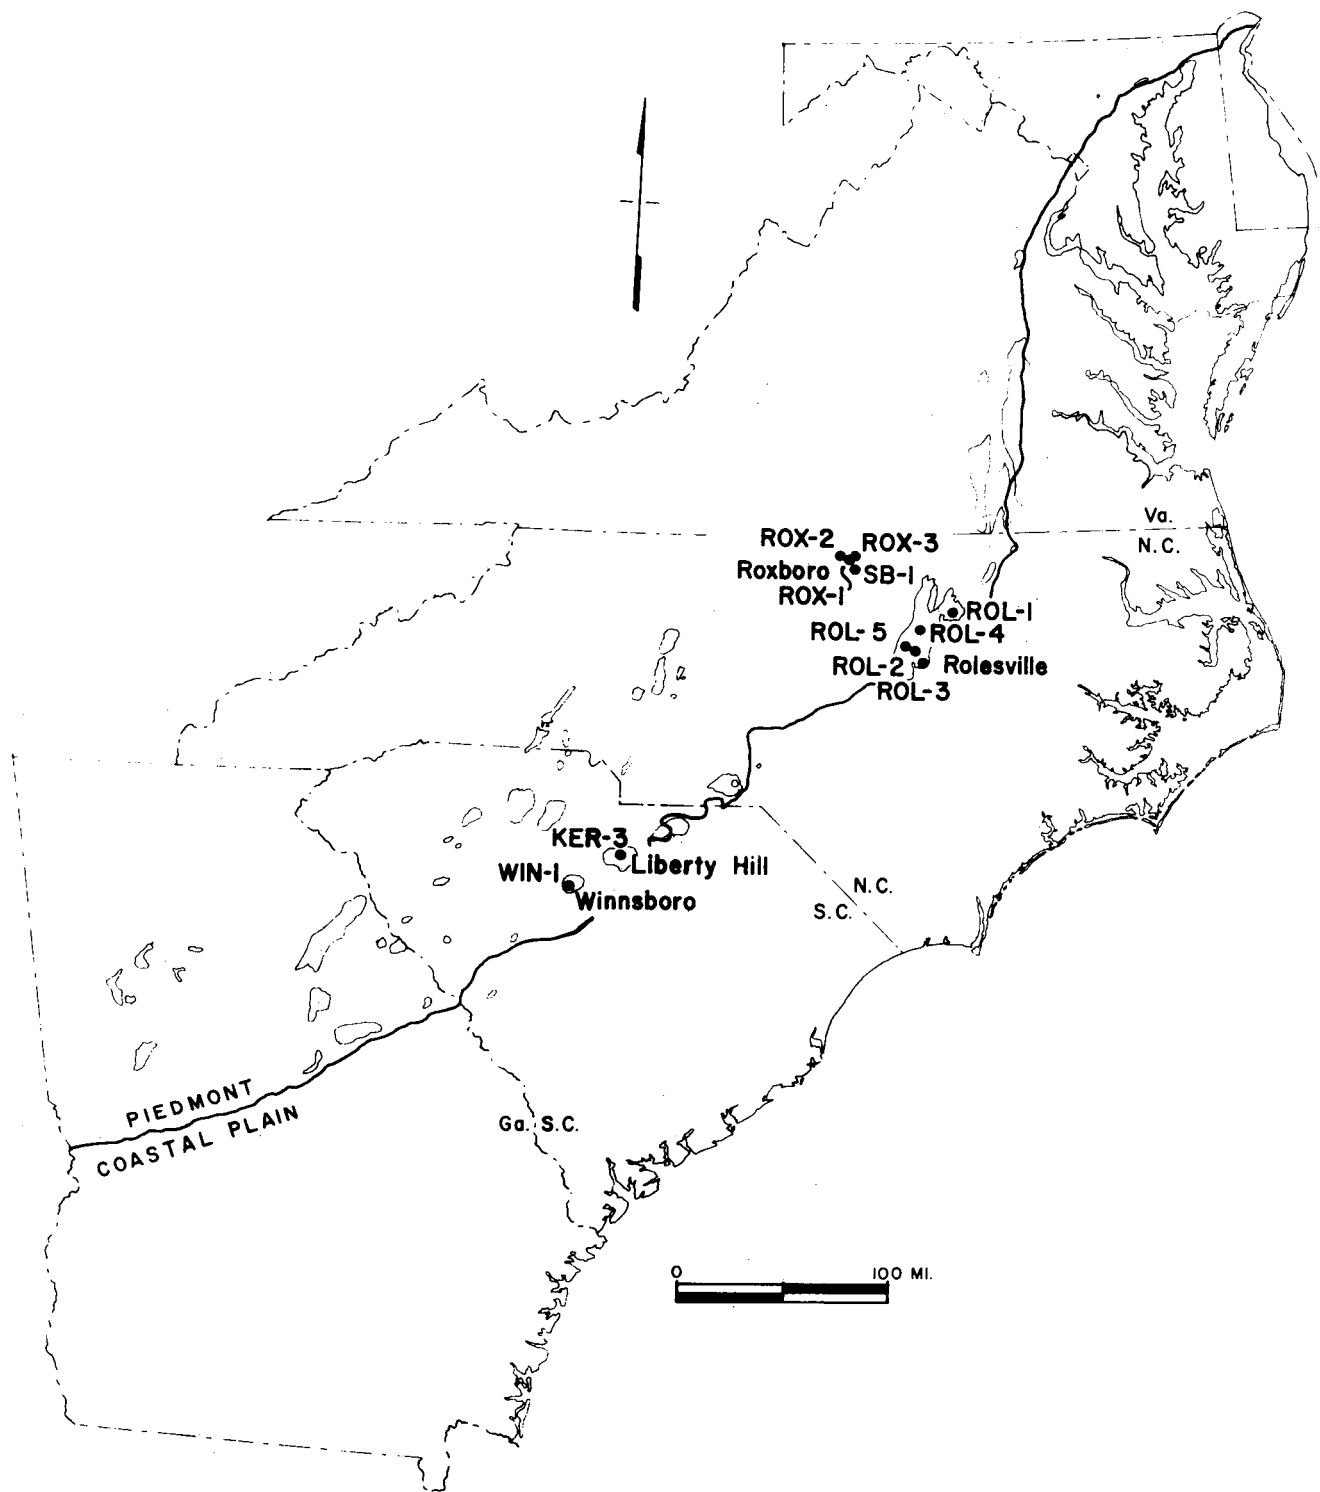 Va.
N.C.
ROX-2
ROX-3
Roxboro
SB-1
ROX-1
ROL-1
ROL-5
ROL-4
ROL-2
Rolesville
ROL-3
KER-3
Liberty Hill
WIN-1
Winnsboro
N.C.
S.C.
PIEDMONT
COASTAL PLAIN
Ga. S.C.
0 100 MI.